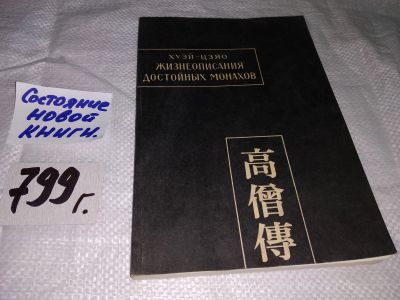 Состояние
новой
книги.
799 г.
ХУЭЙ-ЦЗЯО
ЖИЗНЕОПИСАНИЯ
ДОСТОЙНЫХ МОНАХОВ
高僧傳